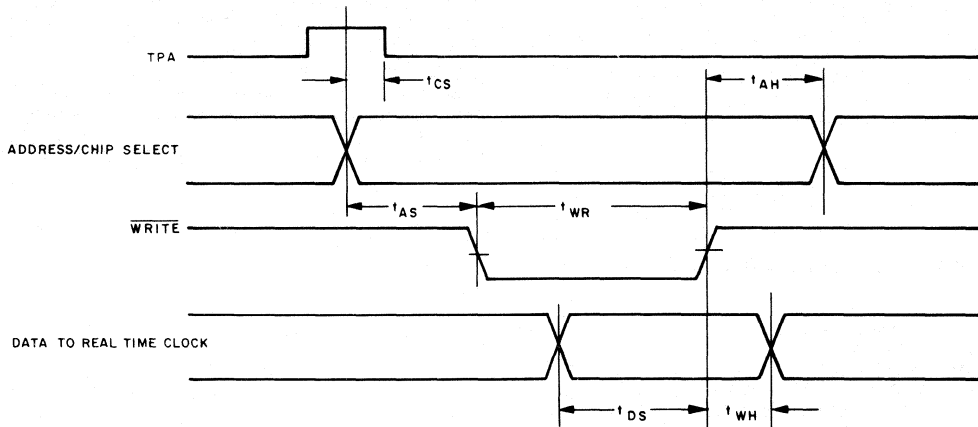 TPA
tCS
tAH
ADDRESS/CHIP SELECT
tAS
tWR
WRITE
DATA TO REAL TIME CLOCK
tDS
tWH